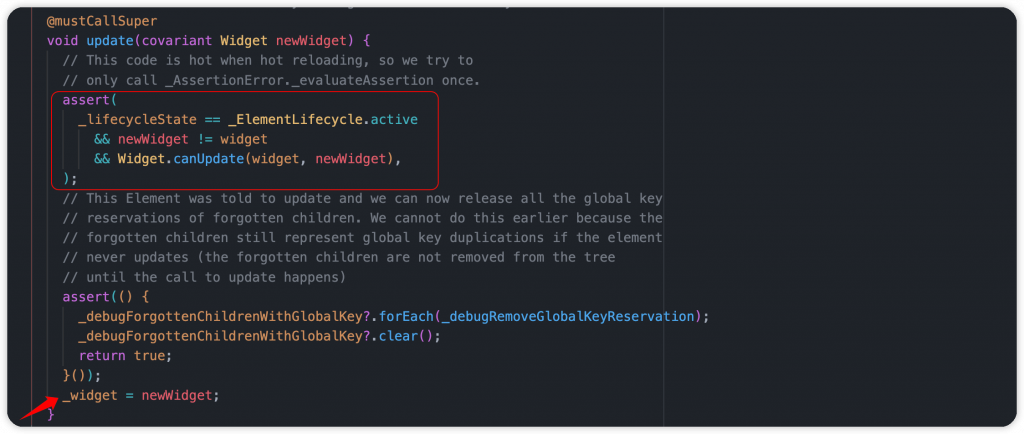 @mustCallSuper
void update(covariant Widget newWidget) {
// This code is hot when hot reloading, so we try to
// only call _AssertionError._evaluateAssertion once.
assert(
_lifecycleState == _ElementLifecycle.active
&& newWidget != widget
&& Widget.canUpdate(widget, newWidget),
);
// This Element was told to update and we can now release all the global key
// reservations of forgotten children. We cannot do this earlier because the
// forgotten children still represent global key duplications if the element
// never updates (the forgotten children are not removed from the tree
// until the call to update happens)
assert(() {
_debugForgottenChildrenWithGlobalKey?.forEach(_debugRemoveGlobalKeyReservation);
_debugForgottenChildrenWithGlobalKey?.clear();
return true;
}());
_widget = newWidget;
}